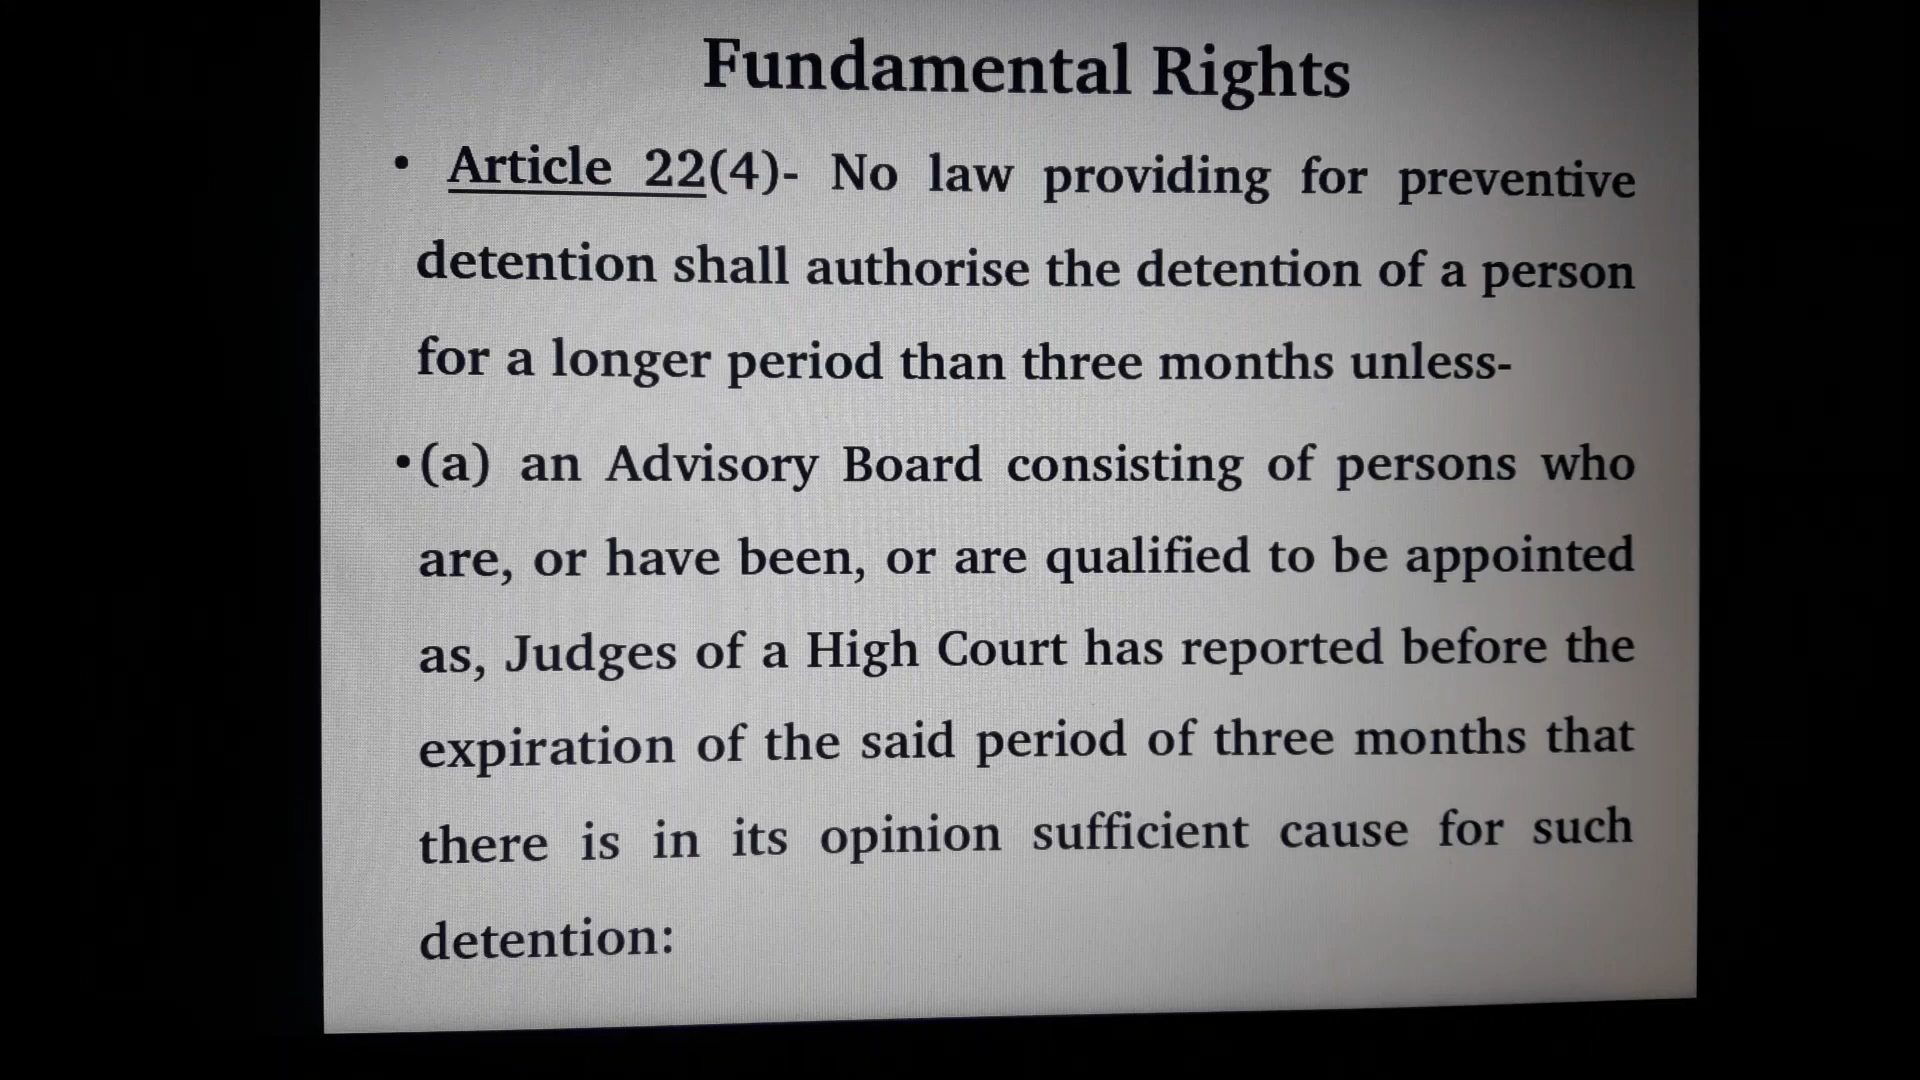 Fundamental Rights
• Article 22(4)- No law providing for preventive
detention shall authorise the detention of a person
for a longer period than three months unless-
•(a) an Advisory Board consisting of persons who
are, or have been, or are qualified to be appointed
as, Judges of a High Court has reported before the
expiration of the said period of three months that
there is in its opinion sufficient cause for such
detention: